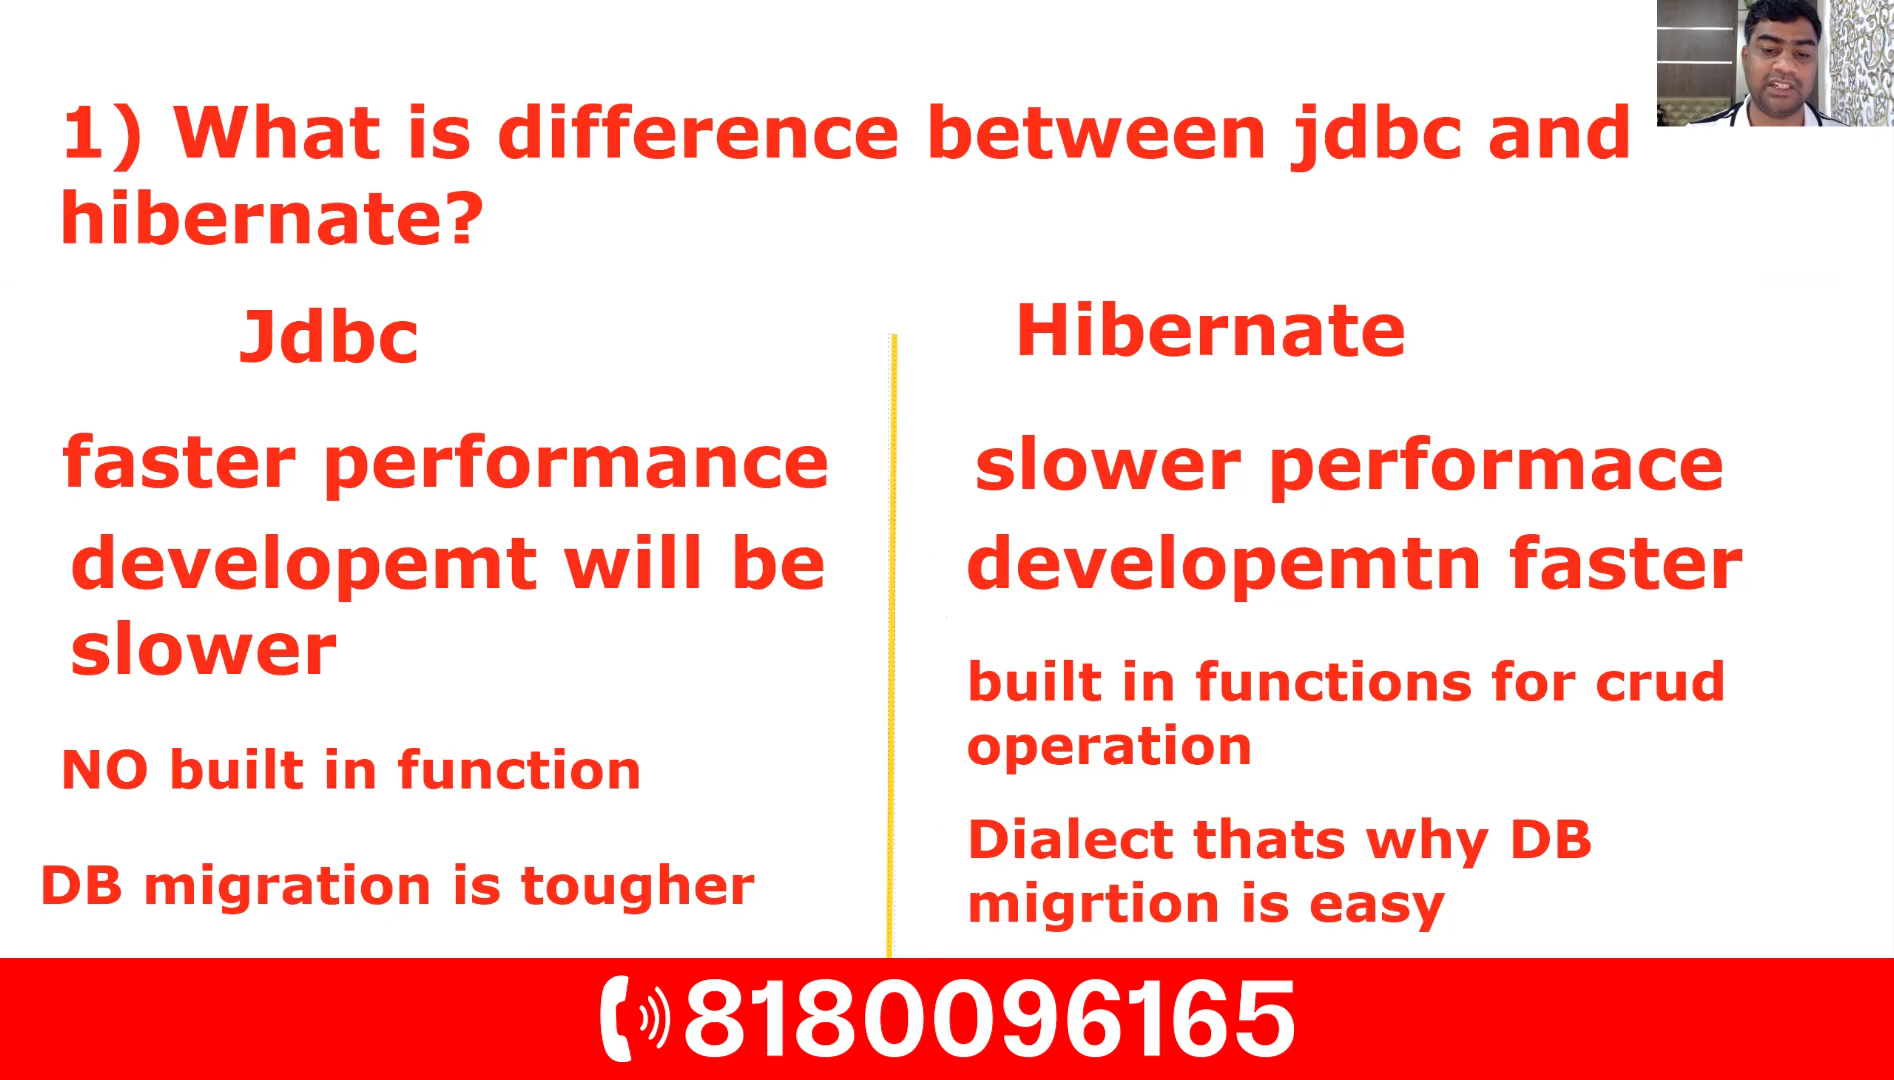 1) What is difference between jdbc and
hibernate?
Jdbc
faster performance
developemt will be
slower
NO built in function
DB migration is tougher
Hibernate
slower performace
developemtn faster
built in functions for crud
operation
Dialect thats why DB
migrtion is easy
8180096165